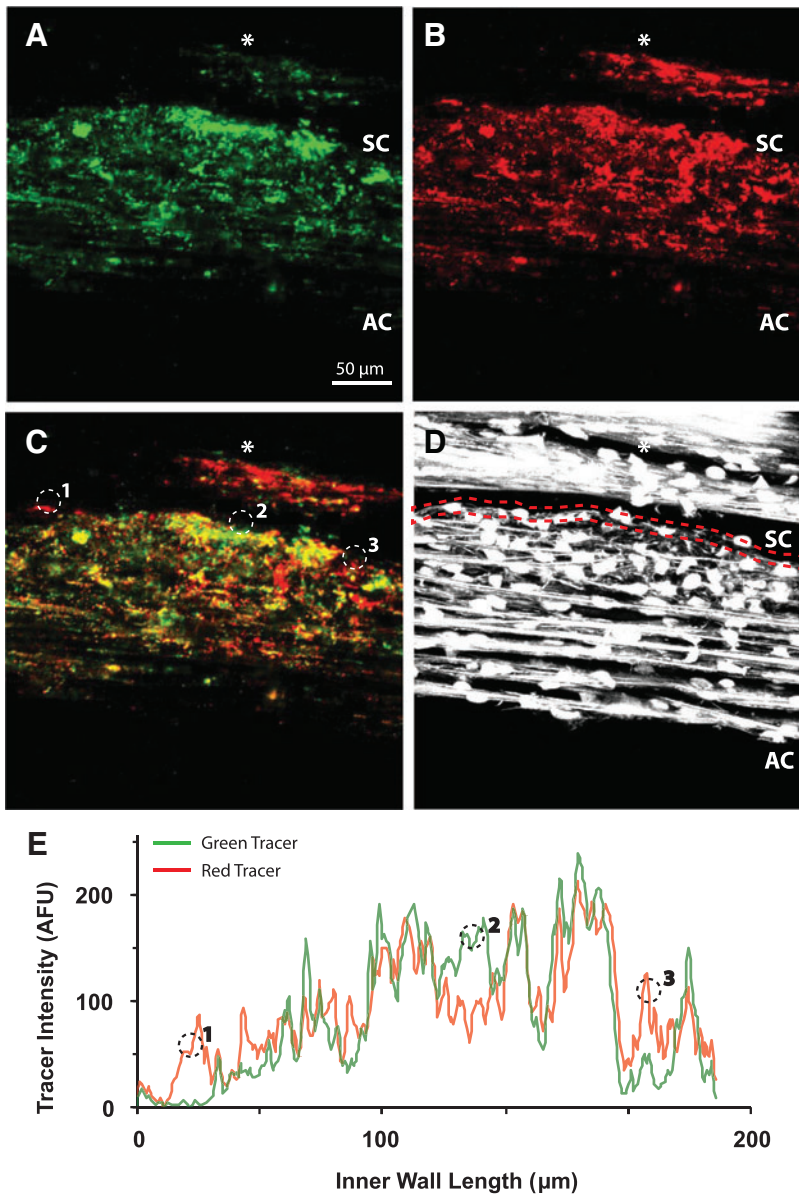 A
*
SC
AC
50 µm
B
*
SC
AC
C
*
1
2
3
D
*
SC
AC
E
Green Tracer
Red Tracer
Tracer Intensity (AFU)
200
100
0
1
2
3
0
100
200
Inner Wall Length (µm)